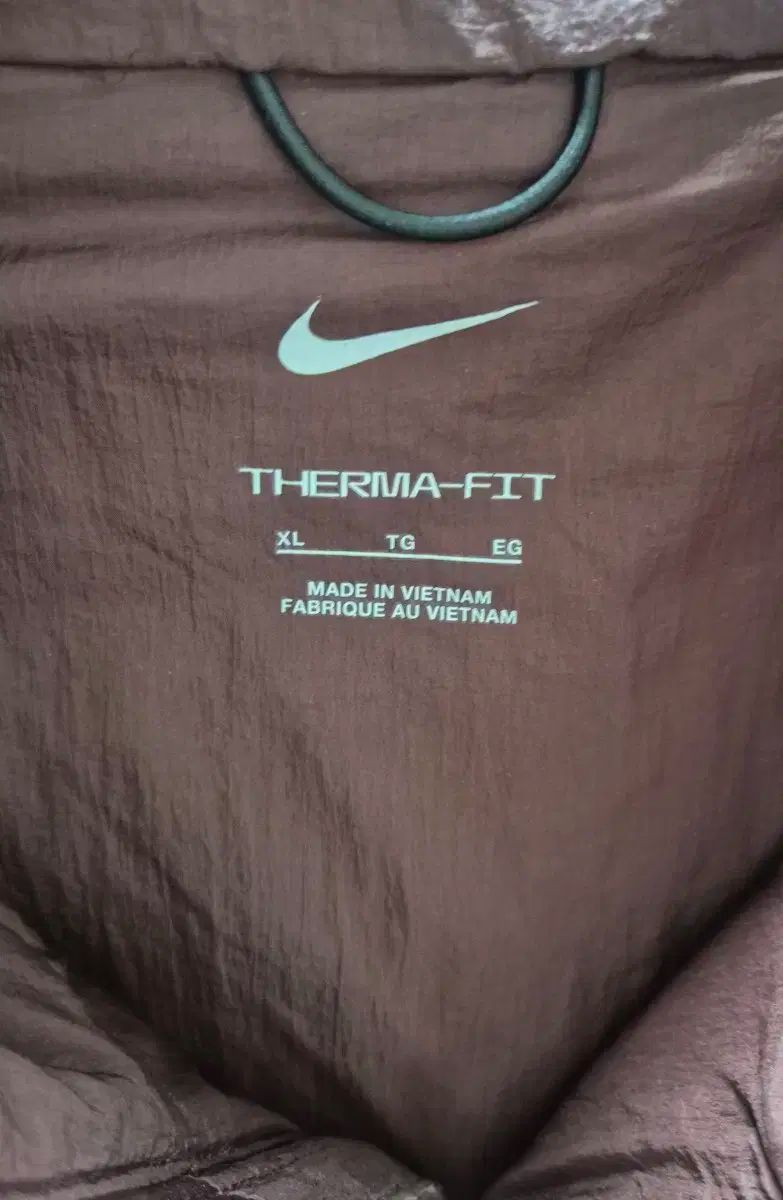 THERMA-FIT
XL TG EG
MADE IN VIETNAM
FABRIQUE AU VIETNAM